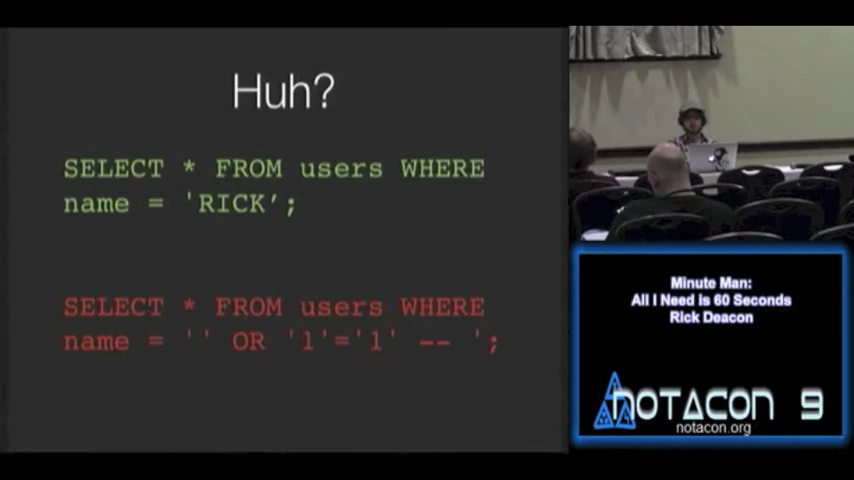 Huh?
SELECT * FROM users WHERE
name = 'RICK’;
SELECT * FROM users WHERE
name = '' OR '1'='1' -- ';
Minute Man:
All I Need is 60 Seconds
Rick Deacon
NOTACON 9
notacon.org